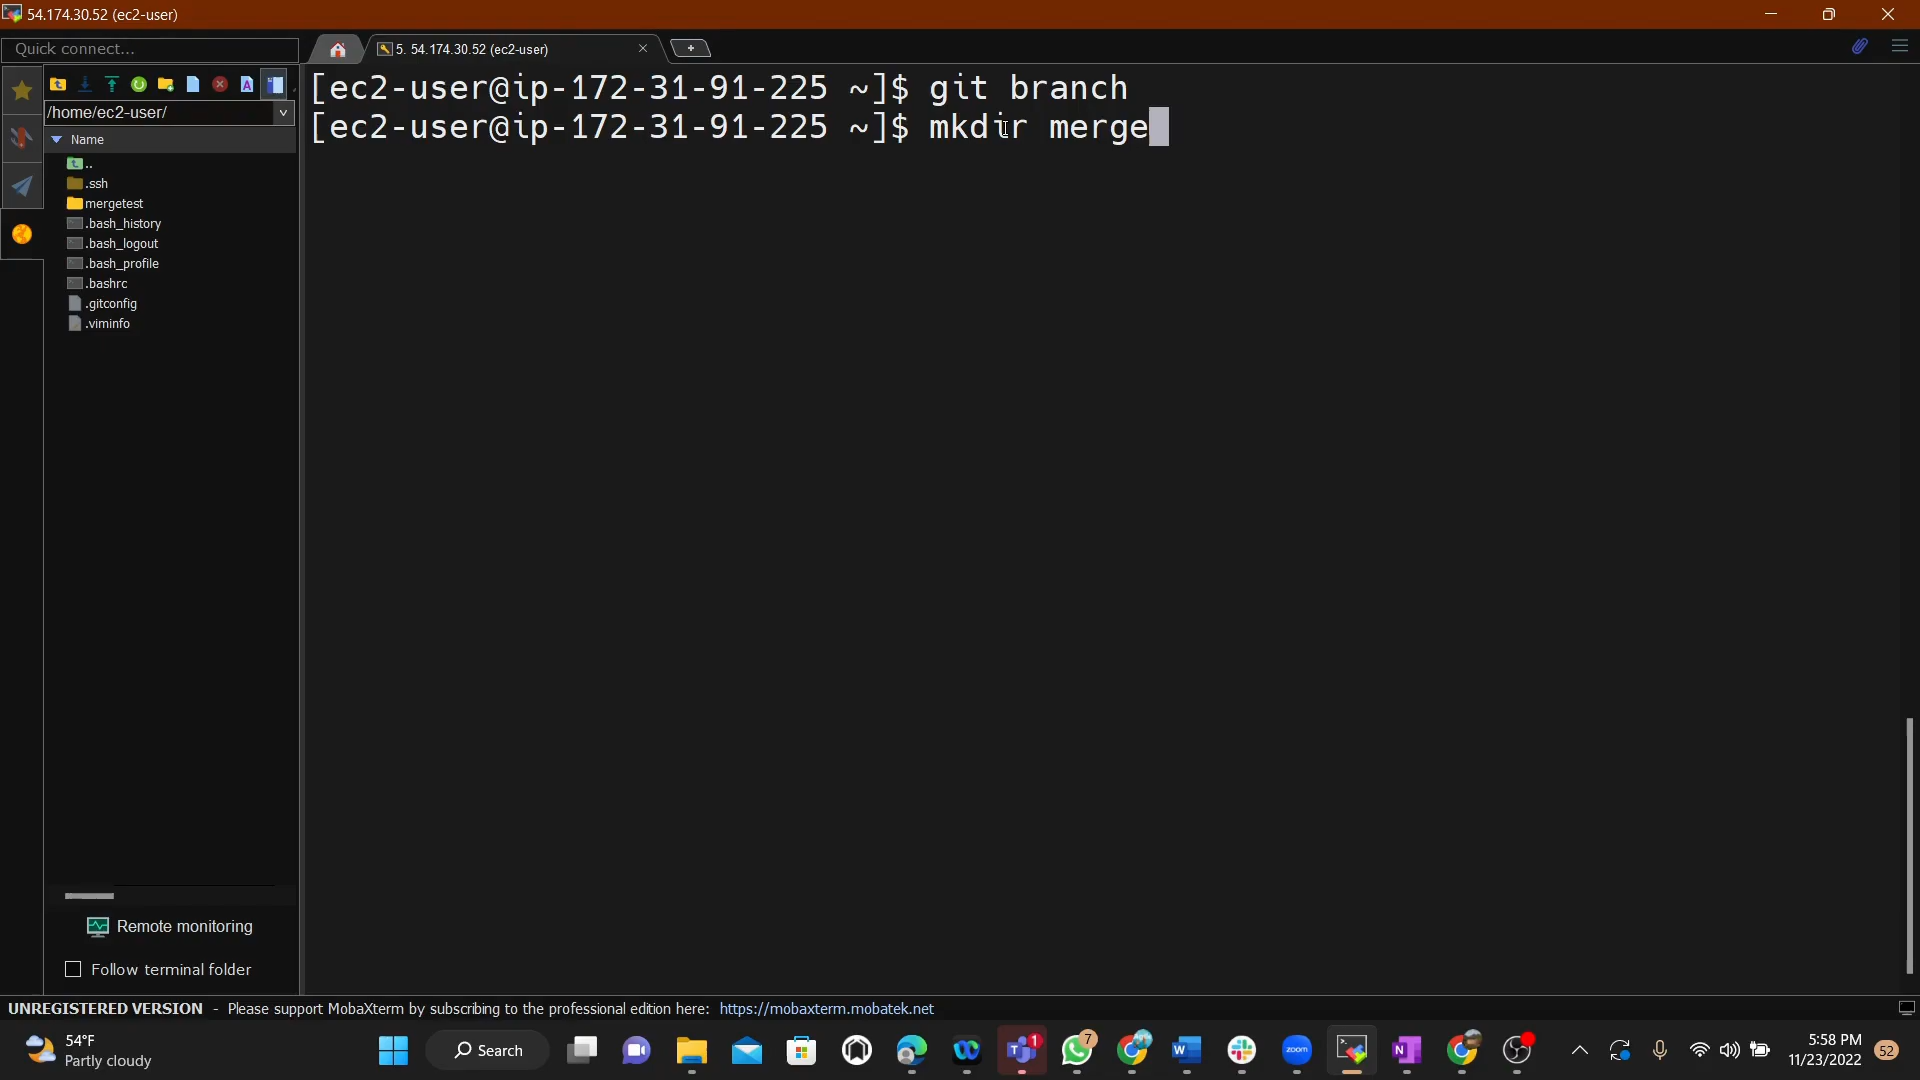 54.174.30.52 (ec2-user)
Quick connect...
5. 54.174.30.52 (ec2-user)
/home/ec2-user/
Name
..
.ssh
mergetest
.bash_history
.bash_logout
.bash_profile
.bashrc
.gitconfig
.viminfo
[ec2-user@ip-172-31-91-225 ~]$ git branch
[ec2-user@ip-172-31-91-225 ~]$ mkdir merge
Remote monitoring
Follow terminal folder
UNREGISTERED VERSION - Please support MobaXterm by subscribing to the professional edition here: https://mobaxterm.mobatek.net
54°F
Partly cloudy
Search
1
7
zoom
5:58 PM
11/23/2022
52